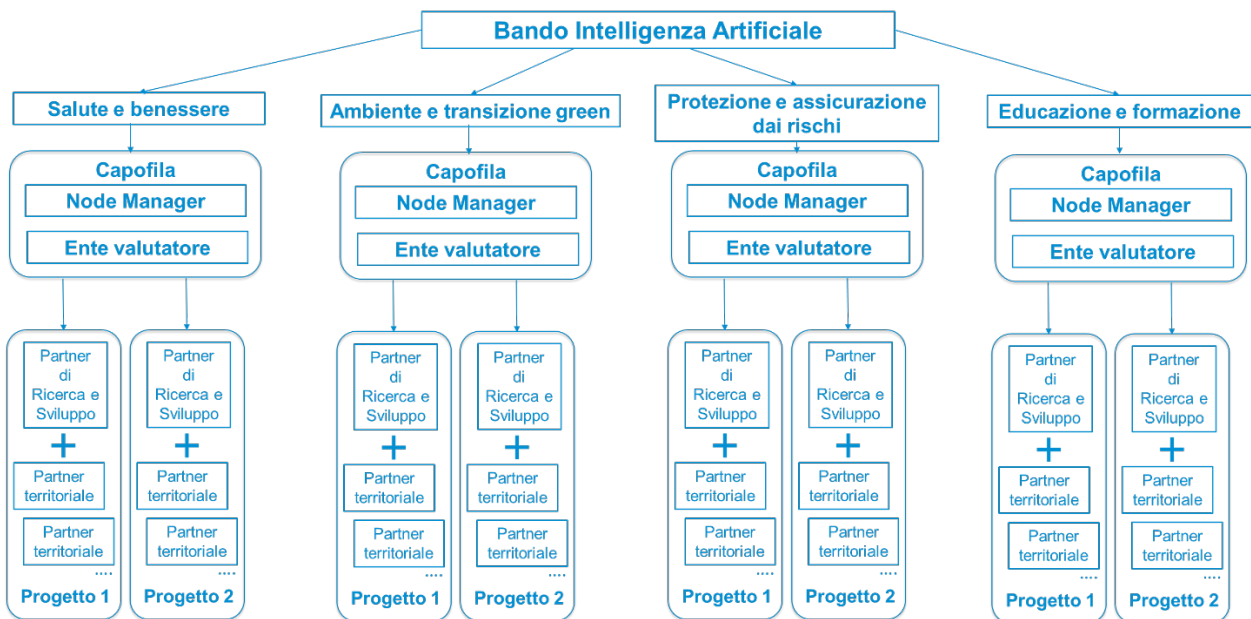 Bando Intelligenza Artificiale
Salute e benessere
Capofila
Node Manager
Ente valutatore
Partner
di
Ricerca e
Sviluppo
+
Partner
territoriale
Partner
territoriale
....
Progetto 1
Partner
di
Ricerca e
Sviluppo
+
Partner
territoriale
Partner
territoriale
....
Progetto 2
Ambiente e transizione green
Capofila
Node Manager
Ente valutatore
Partner
di
Ricerca e
Sviluppo
+
Partner
territoriale
Partner
territoriale
....
Progetto 1
Partner
di
Ricerca e
Sviluppo
+
Partner
territoriale
Partner
territoriale
....
Progetto 2
Protezione e assicurazione
dai rischi
Capofila
Node Manager
Ente valutatore
Partner
di
Ricerca e
Sviluppo
+
Partner
territoriale
Partner
territoriale
....
Progetto 1
Partner
di
Ricerca e
Sviluppo
+
Partner
territoriale
Partner
territoriale
....
Progetto 2
Educazione e formazione
Capofila
Node Manager
Ente valutatore
Partner
di
Ricerca e
Sviluppo
+
Partner
territoriale
Partner
territoriale
....
Progetto 1
Partner
di
Ricerca e
Sviluppo
+
Partner
territoriale
Partner
territoriale
....
Progetto 2